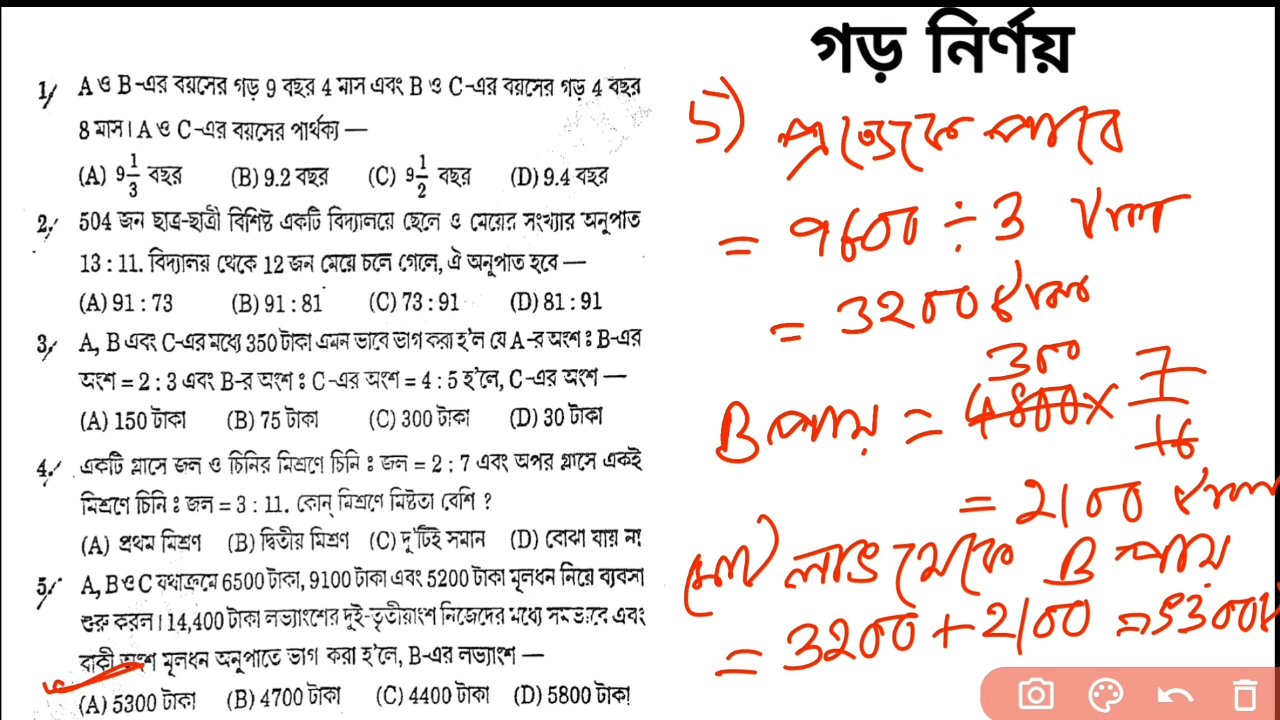 গড় নির্ণয়
1/ A ও B-এর বয়সের গড় 9 বছর 4 মাস এবং B ও C-এর বয়সের গড় 4 বছর
8 মাস। A ও C-এর বয়সের পার্থক্য —
(A) 9 1/3 বছর (B) 9.2 বছর (C) 9 1/2 বছর (D) 9.4 বছর
2. 504 জন ছাত্র-ছাত্রী বিশিষ্ট একটি বিদ্যালয়ে ছেলে ও মেয়ের সংখ্যার অনুপাত
13 : 11. বিদ্যালয় থেকে 12 জন মেয়ে চলে গেলে, ঐ অনুপাত হবে —
(A) 91 : 73 (B) 91 : 81 (C) 73 : 91 (D) 81 : 91
3. A, B এবং C-এর মধ্যে 350 টাকা এমন ভাবে ভাগ করা হ'ল যে A-র অংশ ঃ B-এর
অংশ = 2 : 3 এবং B-র অংশ ঃ C-এর অংশ = 4 : 5 হ'লে, C-এর অংশ —
(A) 150 টাকা (B) 75 টাকা (C) 300 টাকা (D) 30 টাকা
4. একটি গ্লাসে জল ও চিনির মিশ্রণে চিনি ঃ জল = 2 : 7 এবং অপর গ্লাসে একই
মিশ্রণে চিনি ঃ জল = 3 : 11. কোন্ মিশ্রণে মিষ্টতা বেশি ?
(A) প্রথম মিশ্রণ (B) দ্বিতীয় মিশ্রণ (C) দু'টিই সমান (D) বোঝা যায় না
5. A, B ও C যথাক্রমে 6500 টাকা, 9100 টাকা এবং 5200 টাকা মূলধন নিয়ে ব্যবসা
শুরু করল। 14,400 টাকা লভ্যাংশের দুই-তৃতীয়াংশ নিজেদের মধ্যে সমভাবে এবং
বাকী অংশ মূলধন অনুপাতে ভাগ করা হ'লে, B-এর লভ্যাংশ —
(A) 5300 টাকা (B) 4700 টাকা (C) 4400 টাকা (D) 5800 টাকা
5) প্রত্যেকে পাবে
= 9600 ÷ 3 টাকা
= 3200 টাকা
300
B পায় = 4800 × 7/16
= 2100 টাকা
মোট লাভ থেকে B পায়
= 3200 + 2100 = 5300 ট